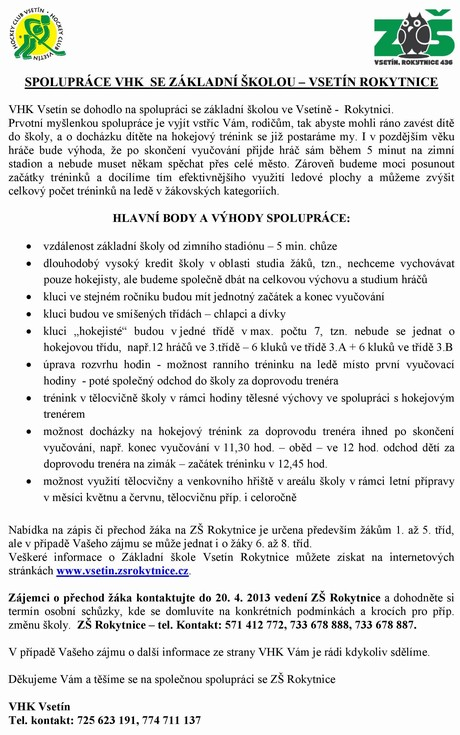 HOCKEY CLUB VSETÍN • HOCKEY CLUB VSETÍN •
ZŠ
VSETÍN, ROKYTNICE 436
SPOLUPRÁCE VHK SE ZÁKLADNÍ ŠKOLOU – VSETÍN ROKYTNICE
VHK Vsetín se dohodlo na spolupráci se základní školou ve Vsetíně - Rokytnici.
Prvotní myšlenkou spolupráce je vyjít vstříc Vám, rodičům, tak abyste mohli ráno zavést dítě
do školy, a o docházku dítěte na hokejový trénink se již postaráme my. I v pozdějším věku
hráče bude výhoda, že po skončení vyučování přijde hráč sám během 5 minut na zimní
stadion a nebude muset někam spěchat přes celé město. Zároveň budeme moci posunout
začátky tréninků a docílíme tím efektivnějšího využití ledové plochy a můžeme zvýšit
celkový počet tréninků na ledě v žákovských kategoriích.
HLAVNÍ BODY A VÝHODY SPOLUPRÁCE:
• vzdálenost základní školy od zimního stadiónu – 5 min. chůze
• dlouhodobý vysoký kredit školy v oblasti studia žáků, tzn., nechceme vychovávat
pouze hokejisty, ale budeme společně dbát na celkovou výchovu a studium hráčů
• kluci ve stejném ročníku budou mít jednotný začátek a konec vyučování
• kluci budou ve smíšených třídách – chlapci a dívky
• kluci „hokejisté“ budou v jedné třídě v max. počtu 7, tzn. nebude se jednat o
hokejovou třídu, např.12 hráčů ve 3.třídě – 6 kluků ve třídě 3.A + 6 kluků ve třídě 3.B
• úprava rozvrhu hodin - možnost ranního tréninku na ledě místo první vyučovací
hodiny - poté společný odchod do školy za doprovodu trenéra
• trénink v tělocvičně školy v rámci hodiny tělesné výchovy ve spolupráci s hokejovým
trenérem
• možnost docházky na hokejový trénink za doprovodu trenéra ihned po skončení
vyučování, např. konec vyučování v 11,30 hod. – oběd – ve 12 hod. odchod dětí za
doprovodu trenéra na zimák – začátek tréninku v 12,45 hod.
• možnost využití tělocvičny a venkovního hřiště v areálu školy v rámci letní přípravy
v měsíci květnu a červnu, tělocvičnu příp. i celoročně
Nabídka na zápis či přechod žáka na ZŠ Rokytnice je určena především žákům 1. až 5. tříd,
ale v případě Vašeho zájmu se může jednat i o žáky 6. až 8. tříd.
Veškeré informace o Základní škole Vsetín Rokytnice můžete získat na internetových
stránkách www.vsetin.zsrokytnice.cz.
Zájemci o přechod žáka kontaktujte do 20. 4. 2013 vedení ZŠ Rokytnice a dohodněte si
termín osobní schůzky, kde se domluvíte na konkrétních podmínkách a krocích pro příp.
změnu školy. ZŠ Rokytnice – tel. Kontakt: 571 412 772, 733 678 888, 733 678 887.
V případě Vašeho zájmu o další informace ze strany VHK Vám je rádi kdykoliv sdělíme.
Děkujeme Vám a těšíme se na společnou spolupráci se ZŠ Rokytnice
VHK Vsetín
Tel. kontakt: 725 623 191, 774 711 137